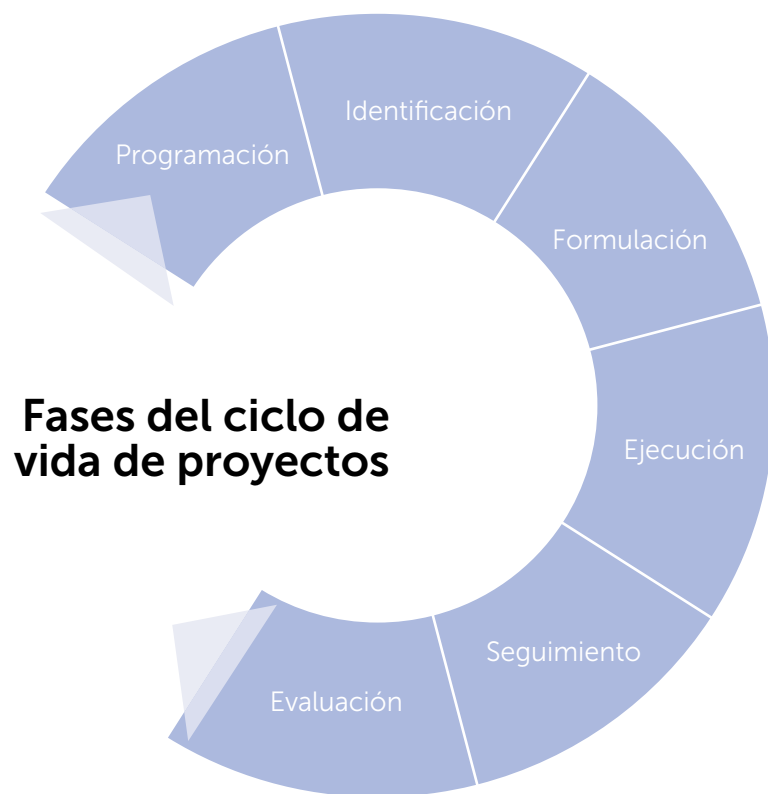 Programación
Identificación
Formulación
Ejecución
Seguimiento
Evaluación
Fases del ciclo de
vida de proyectos